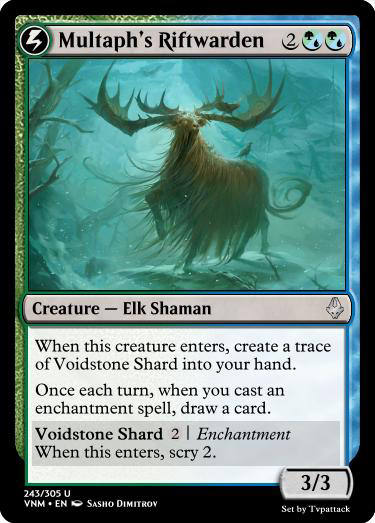 Multaph's Riftwarden 2
Creature — Elk Shaman
When this creature enters, create a trace
of Voidstone Shard into your hand.
Once each turn, when you cast an
enchantment spell, draw a card.
Voidstone Shard 2 | Enchantment
When this enters, scry 2.
3/3
243/305 U
VNM • EN Sasho Dimitrov
Set by Tvpattack